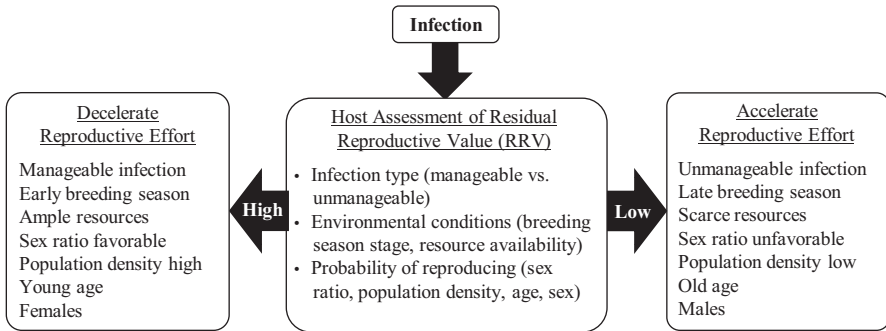 Infection
Decelerate
Reproductive Effort
Manageable infection
Early breeding season
Ample resources
Sex ratio favorable
Population density high
Young age
Females
High
Host Assessment of Residual
Reproductive Value (RRV)
• Infection type (manageable vs.
unmanageable)
• Environmental conditions (breeding
season stage, resource availability)
• Probability of reproducing (sex
ratio, population density, age, sex)
Low
Accelerate
Reproductive Effort
Unmanageable infection
Late breeding season
Scarce resources
Sex ratio unfavorable
Population density low
Old age
Males